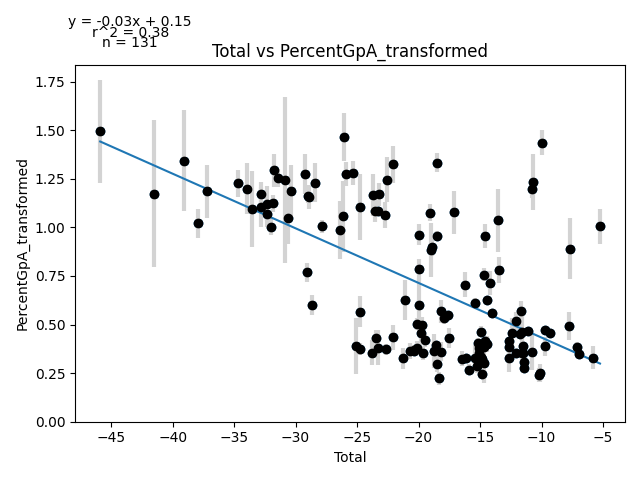 y = -0.03x + 0.15
r^2 = 0.38
n = 131
Total vs PercentGpA_transformed
1.75
1.50
1.25
1.00
0.75
0.50
0.25
0.00
PercentGpA_transformed
−45 −40 −35 −30 −25 −20 −15 −10 −5
Total